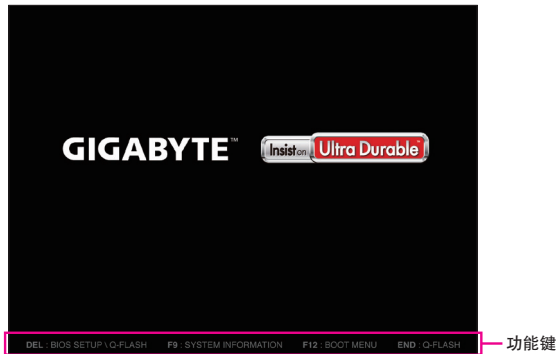 GIGABYTE™ Insist on Ultra Durable™
DEL : BIOS SETUP \ Q-FLASH F9 : SYSTEM INFORMATION F12 : BOOT MENU END : Q-FLASH 功能键